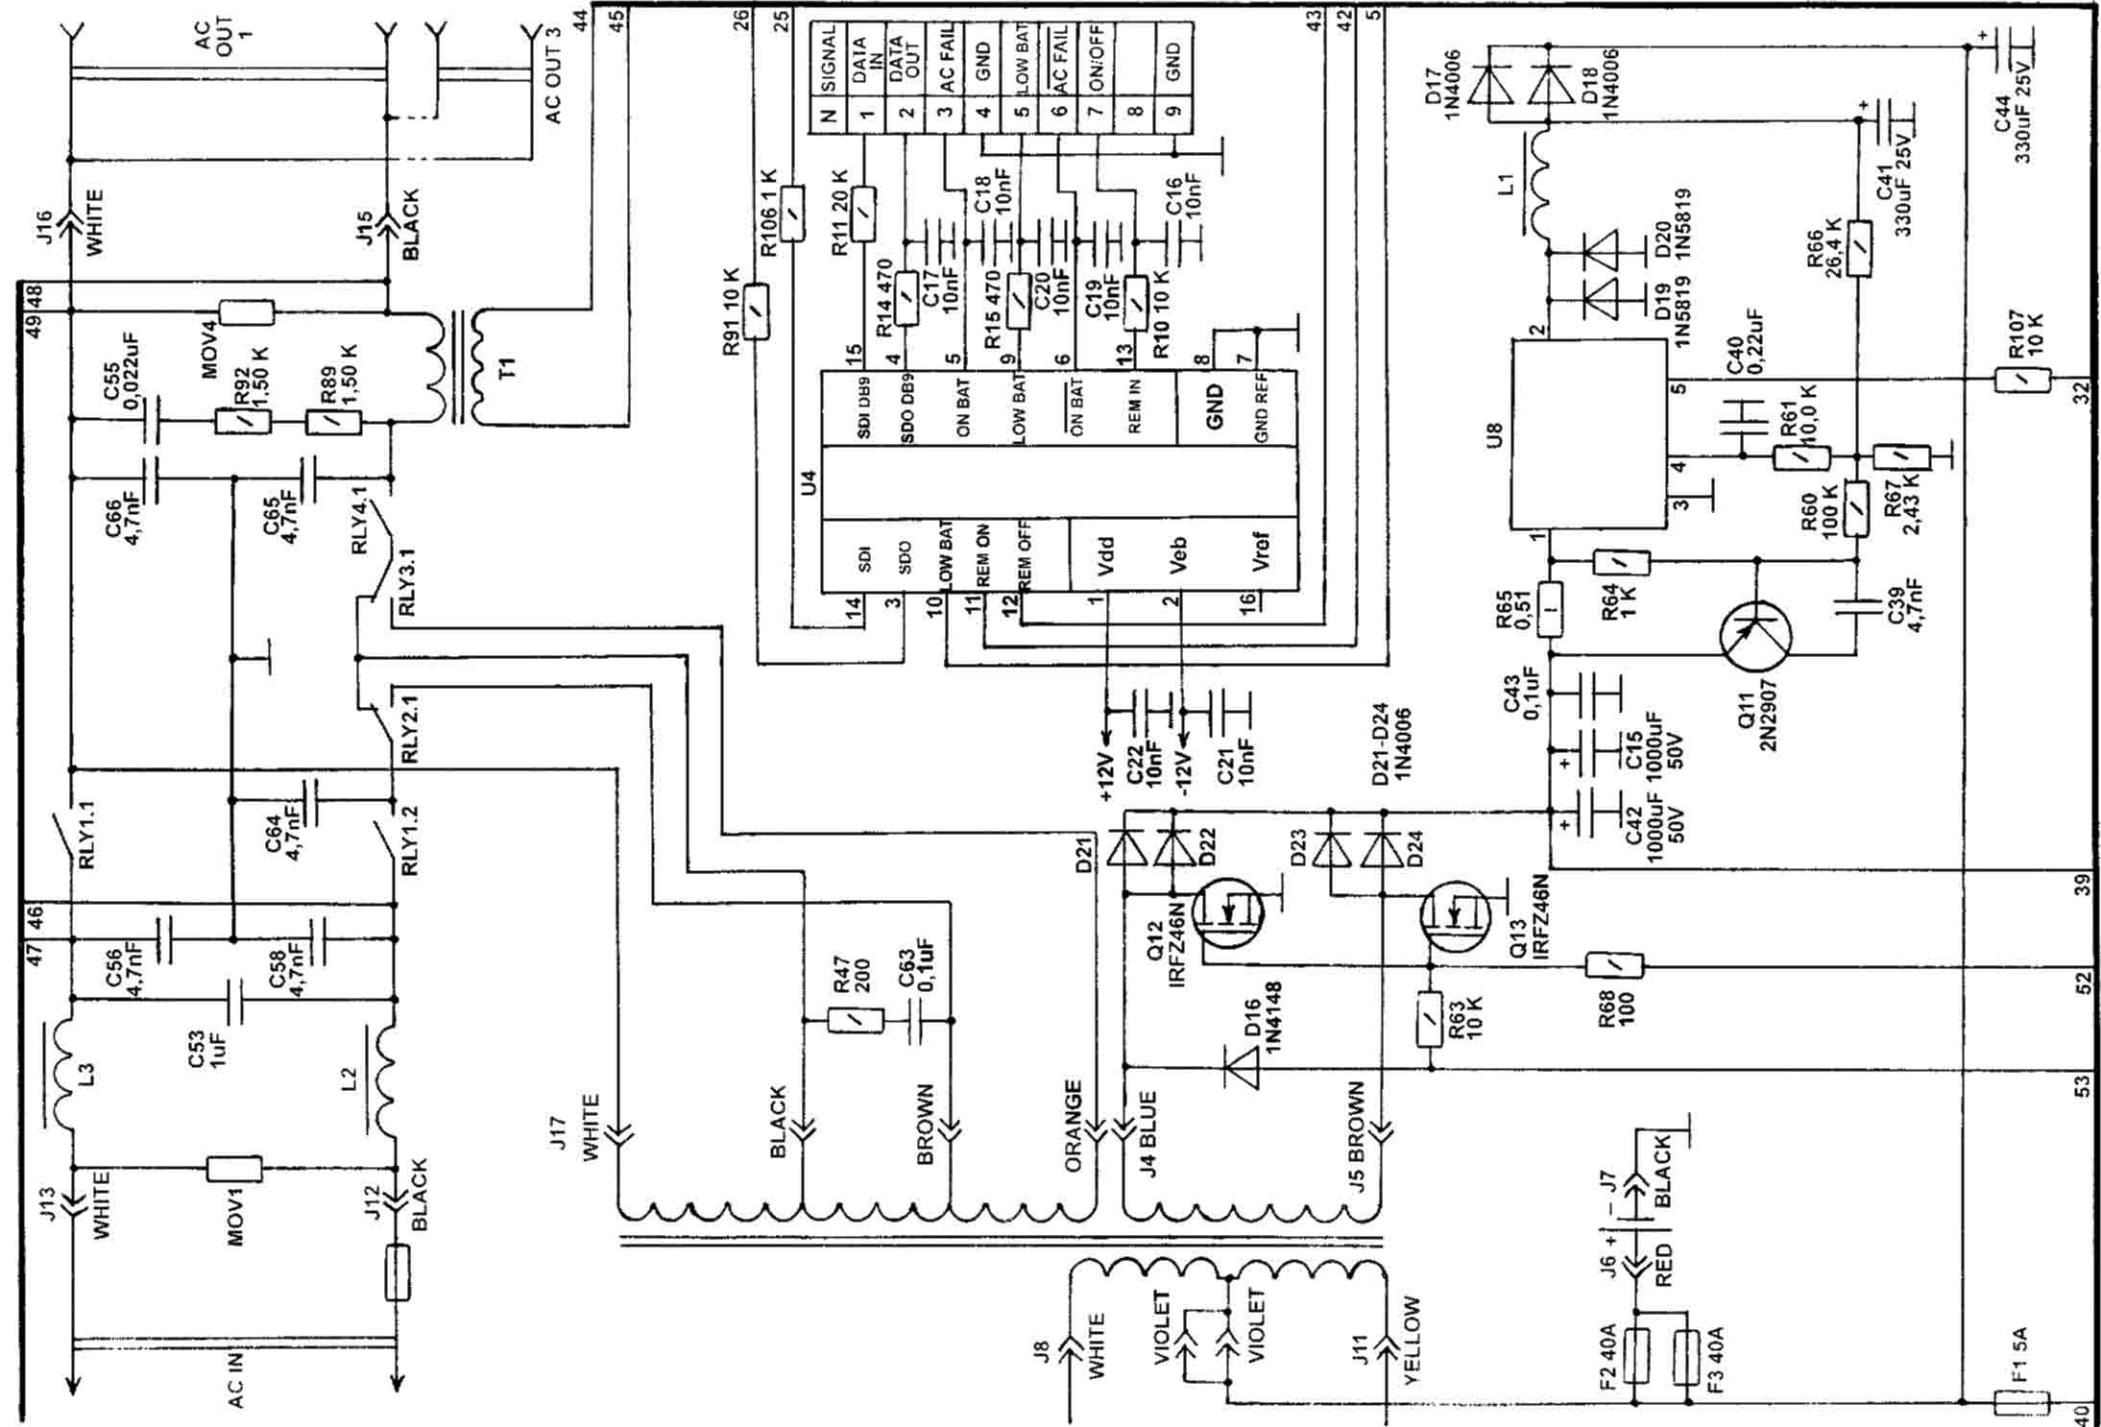 AC
OUT
1
AC OUT 3
44
45
26
25
43
42
5
J16
WHITE
J15
BLACK
48
49
C55
0,022uF
MOV4
R92
1,50 K
R89
1,50 K
T1
C66
4,7nF
C65
4,7nF
RLY4.1
RLY3.1
RLY2.1
RLY1.1
RLY1.2
C64
4,7nF
46
47
C56
4,7nF
C58
4,7nF
C53
1uF
L3
L2
J13
WHITE
MOV1
J12
BLACK
AC IN
R91 10 K
R106 1 K
R11 20 K
R14 470
C17
10nF
C18
10nF
R15 470
C20
10nF
C19
10nF
R10 10 K
C16
10nF
N SIGNAL
1 DATA
IN
2 DATA
OUT
3 AC FAIL
4 GND
5 LOW BAT
6 AC FAIL
7 ON/OFF
8
9 GND
U4
15 SDI DB9
4 SDO DB9
5 ON BAT
9 LOW BAT
6 ON BAT
13 REM IN
8 GND
7 GND REF
14 SDI
3 SDO
10 LOW BAT
11 REM ON
12 REM OFF
1 Vdd
2 Veb
16 Vref
+12V
C22
10nF
-12V
C21
10nF
J17
WHITE
BLACK
BROWN
ORANGE
R47
200
C63
0,1uF
J4 BLUE
J5 BROWN
D21
D22
D23
D24
D21-D24
1N4006
Q12
IRFZ46N
Q13
IRFZ46N
D16
1N4148
R63
10 K
R68
100
J8
WHITE
VIOLET
VIOLET
J11
YELLOW
J6
RED
+
–
J7
BLACK
F2 40A
F3 40A
F1 5A
D17
1N4006
D18
1N4006
L1
+
C44
330uF 25V
+
C41
330uF 25V
D20
1N5819
D19
1N5819
R66
26,4 K
U8
2
5
4
3
1
C40
0,22uF
R61
10,0 K
R107
10 K
R60
100 K
R67
2,43 K
R65
0,51
R64
1 K
C39
4,7nF
Q11
2N2907
C43
0,1uF
+
C15
1000uF
50V
+
C42
1000uF
50V
32
39
52
53
40